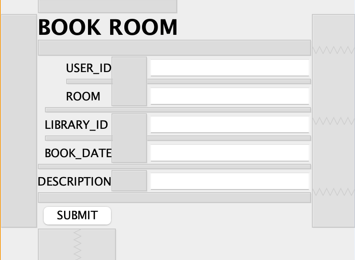 BOOK ROOM
USER_ID
ROOM
LIBRARY_ID
BOOK_DATE
DESCRIPTION
SUBMIT